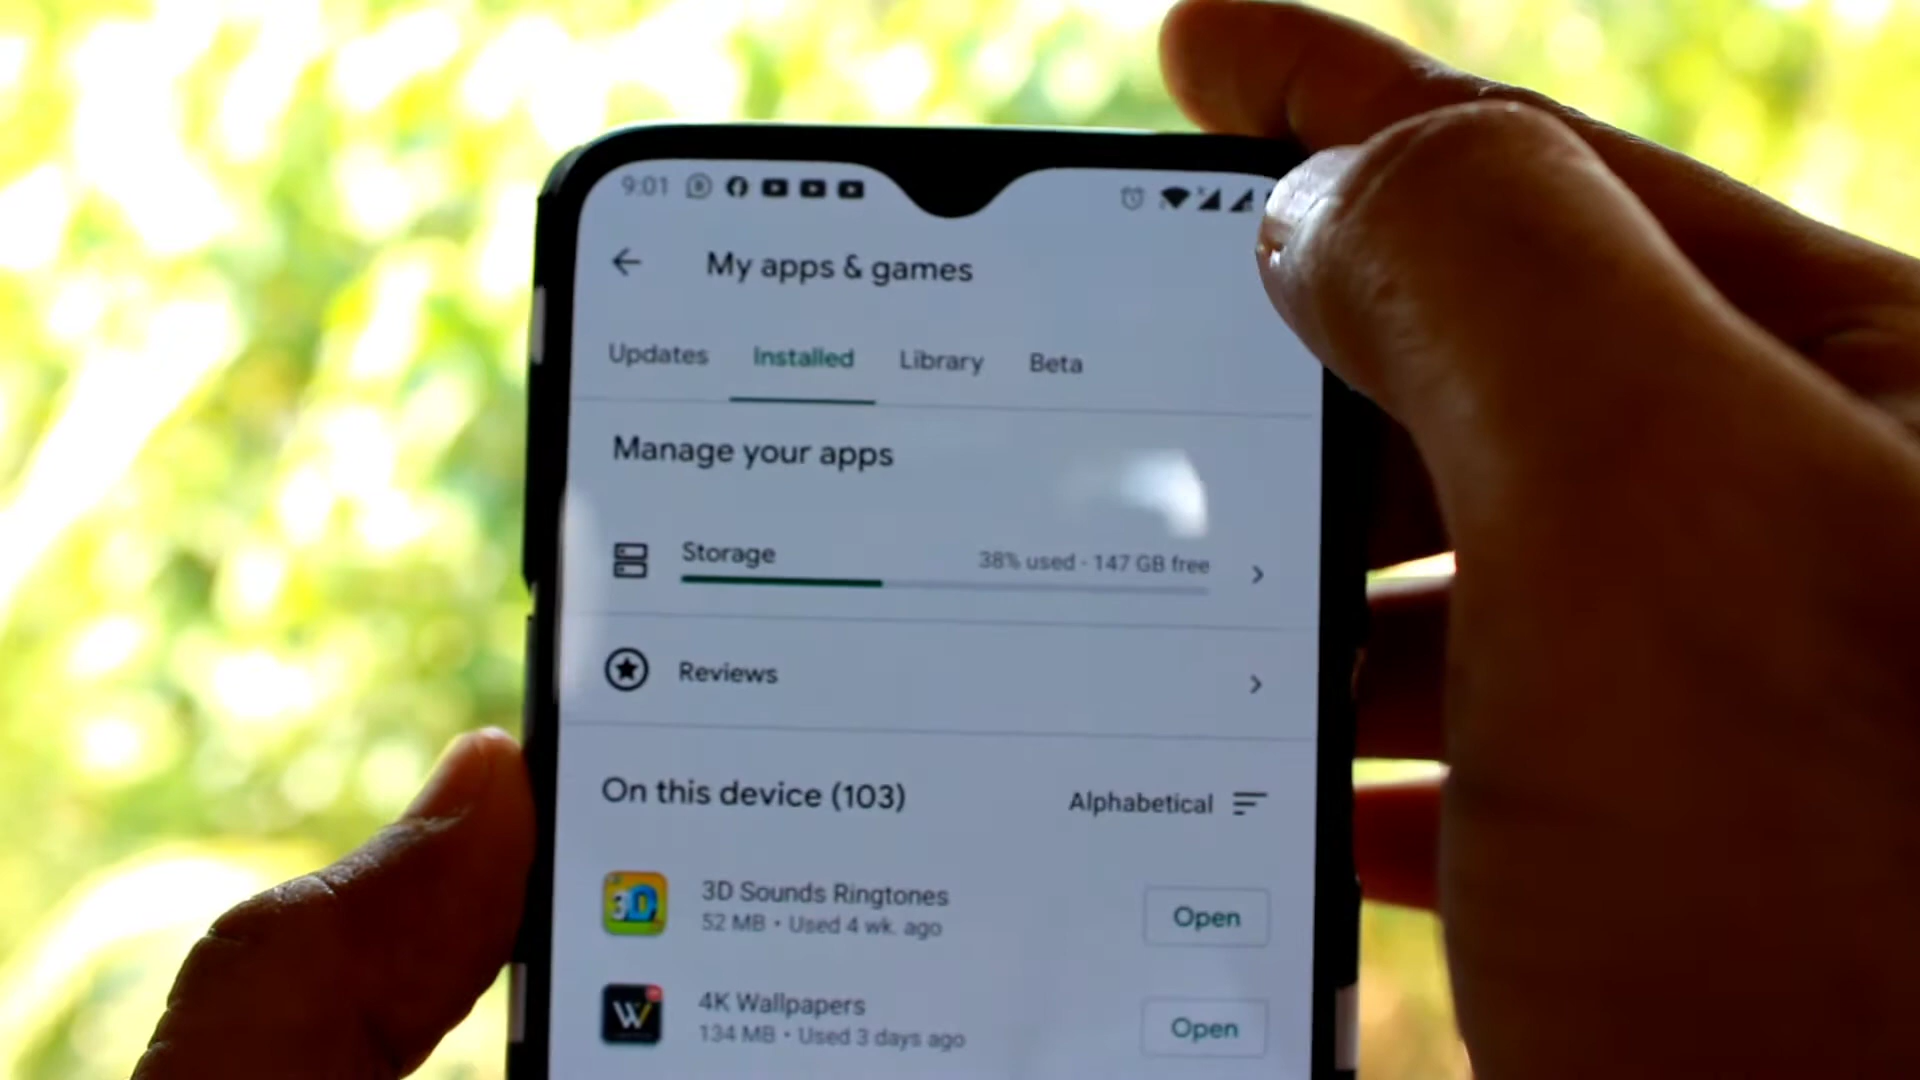 9:01
My apps & games
Updates Installed Library Beta
Manage your apps
Storage 38% used · 147 GB free
Reviews
On this device (103) Alphabetical
3D
3D Sounds Ringtones
52 MB • Used 4 wk. ago
Open
W
4K Wallpapers
134 MB • Used 3 days ago
Open